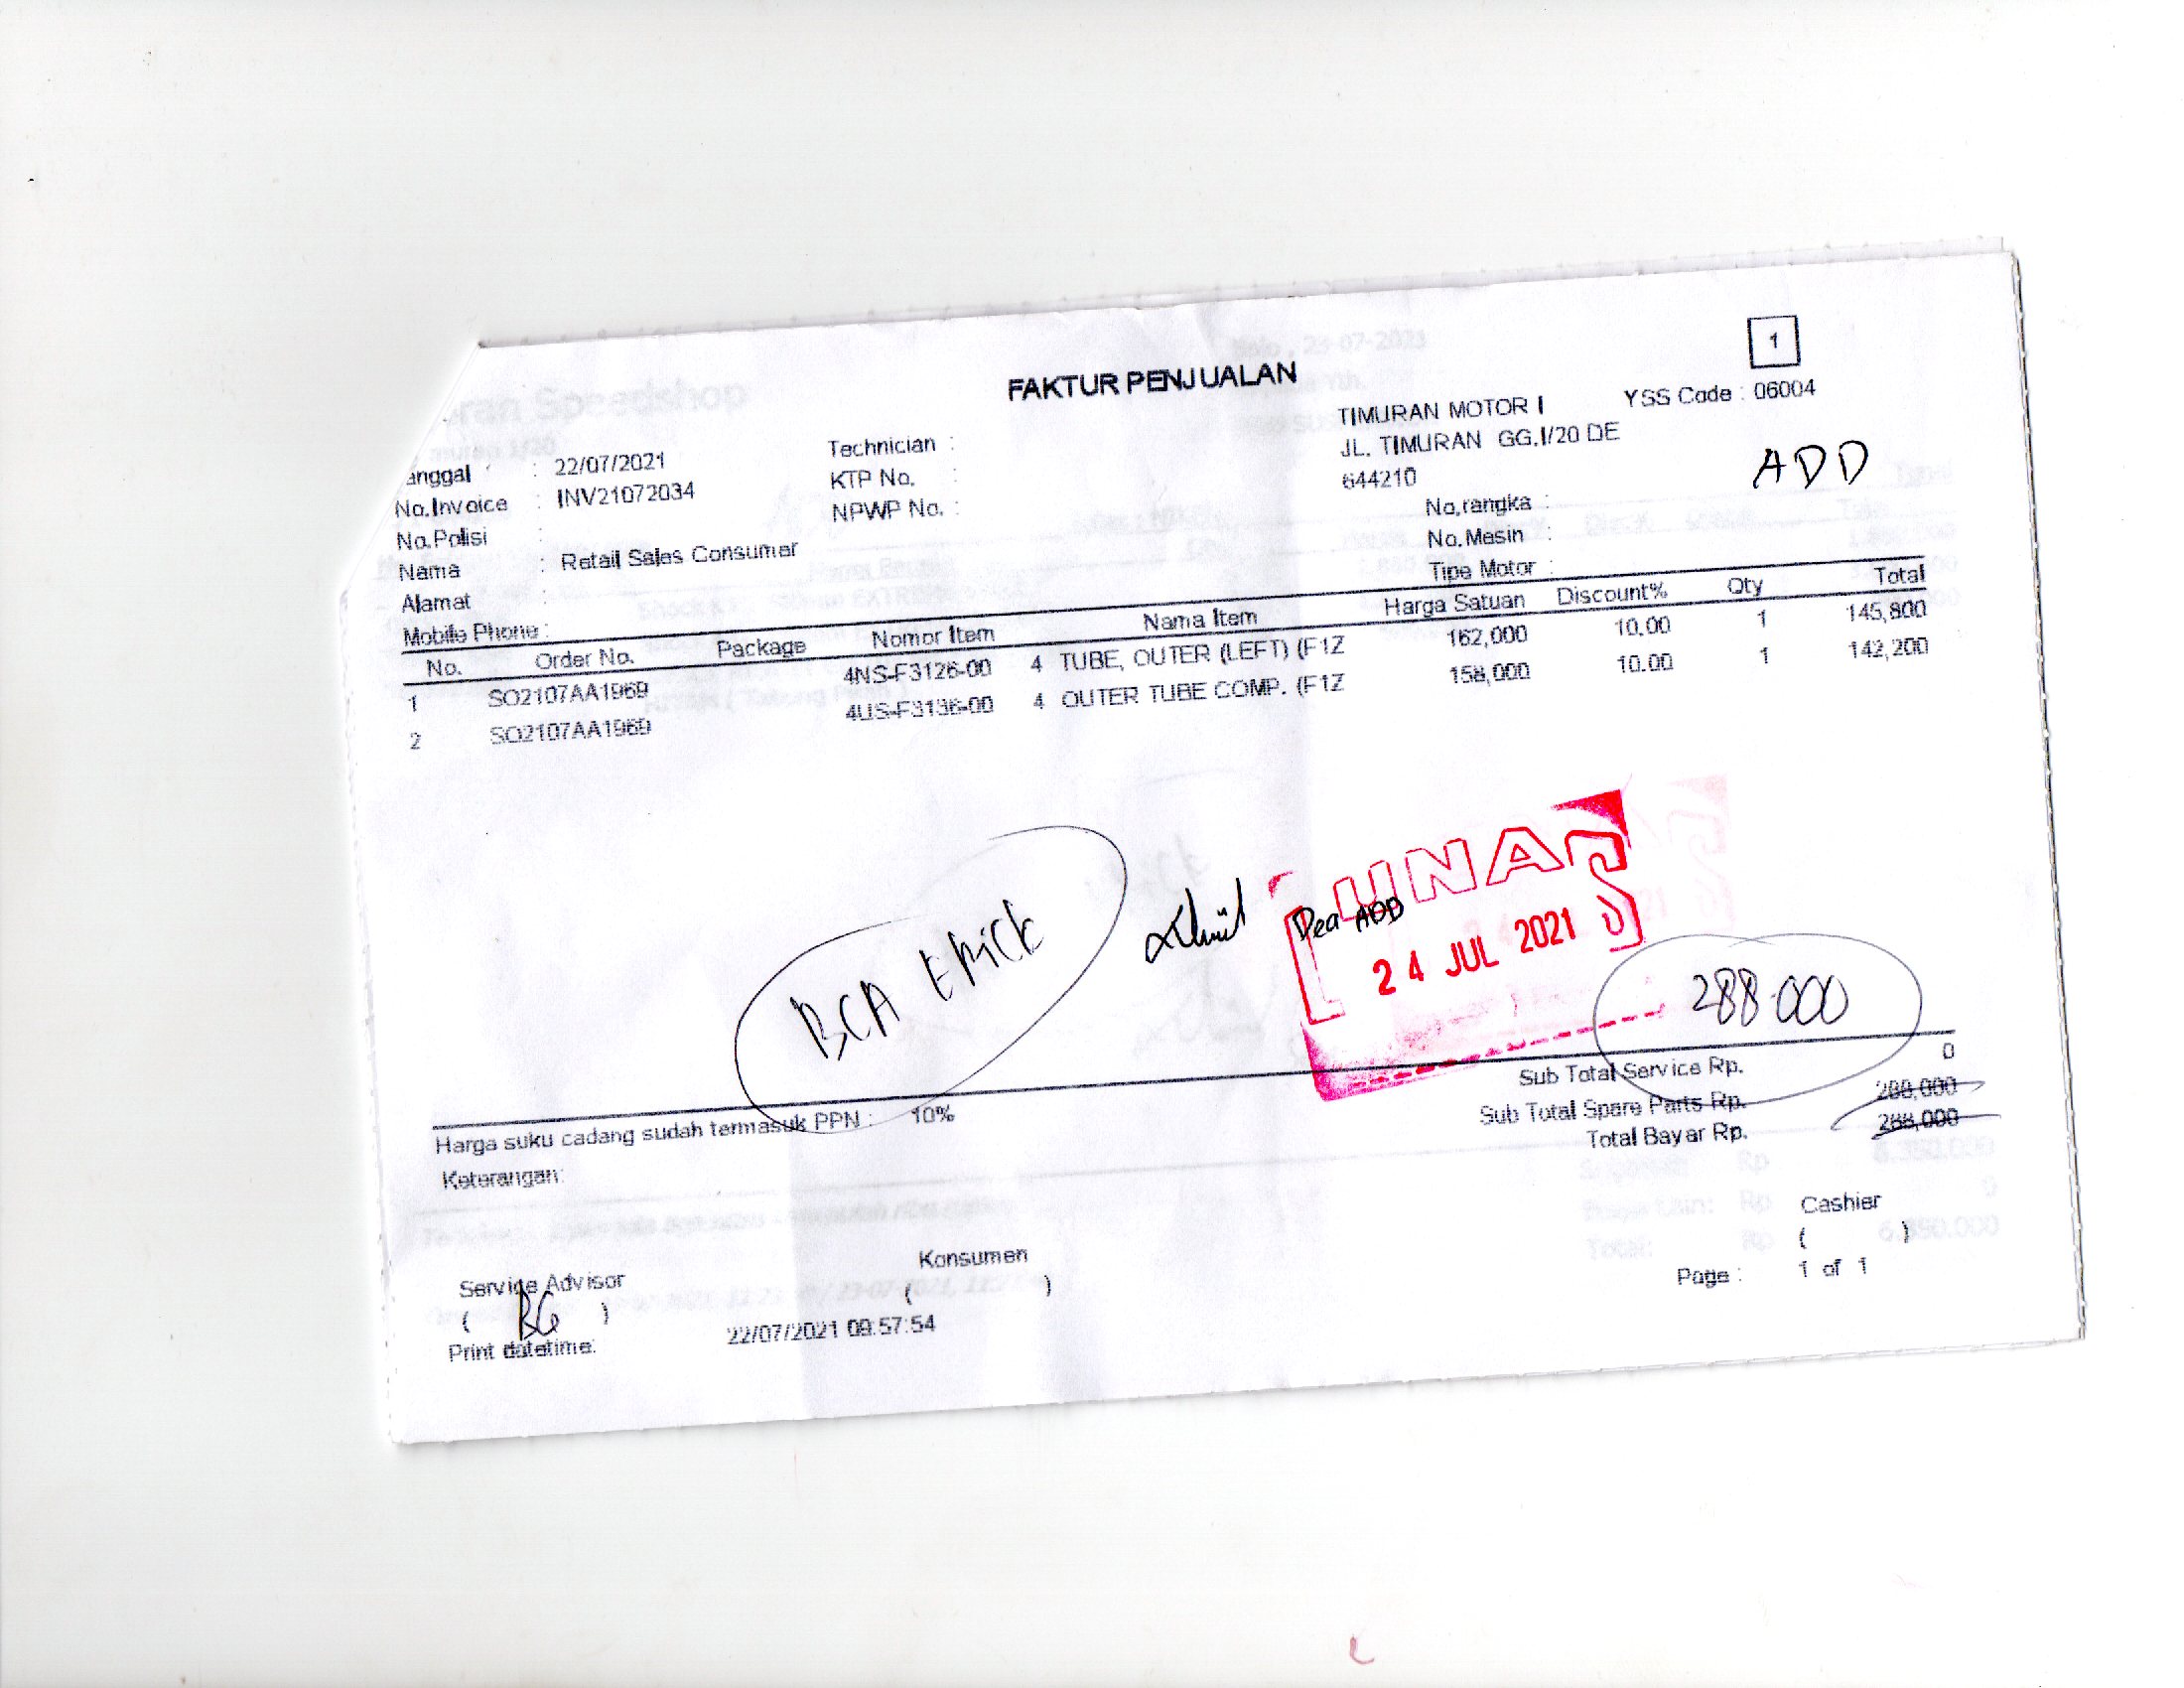 1
FAKTUR PENJUALAN
TIMURAN MOTOR I YSS Code : 06004
JL. TIMURAN GG.I/20 DE
644210
ADD
anggal : 22/07/2021 Technician :
No.Invoice : INV21072034 KTP No. :
No.Polisi : NPWP No. :
Nama : Retail Sales Consumer
Alamat :
Mobile Phone :
No.rangka :
No.Mesin :
Tipe Motor :
No. Order No. Package Nomor Item Nama Item Harga Satuan Discount% Qty Total
1 SO2107AA1969 4NS-F3126-00 4 TUBE, OUTER (LEFT) (F1Z 162,000 10.00 1 145,800
2 SO2107AA1969 4US-F3136-00 4 OUTER TUBE COMP. (F1Z 158,000 10.00 1 142,200
LUNAS
24 JUL 2021
Dea ADD
BCA ERICK
288.000
Sub Total Service Rp. 0
Harga suku cadang sudah termasuk PPN : 10% Sub Total Spare Parts Rp. 288,000
Total Bayar Rp. 288,000
Keterangan:
Service Advisor Konsumen Cashier
( BG ) ( ) ( )
Print datetime: 22/07/2021 09:57:54 Page : 1 of 1